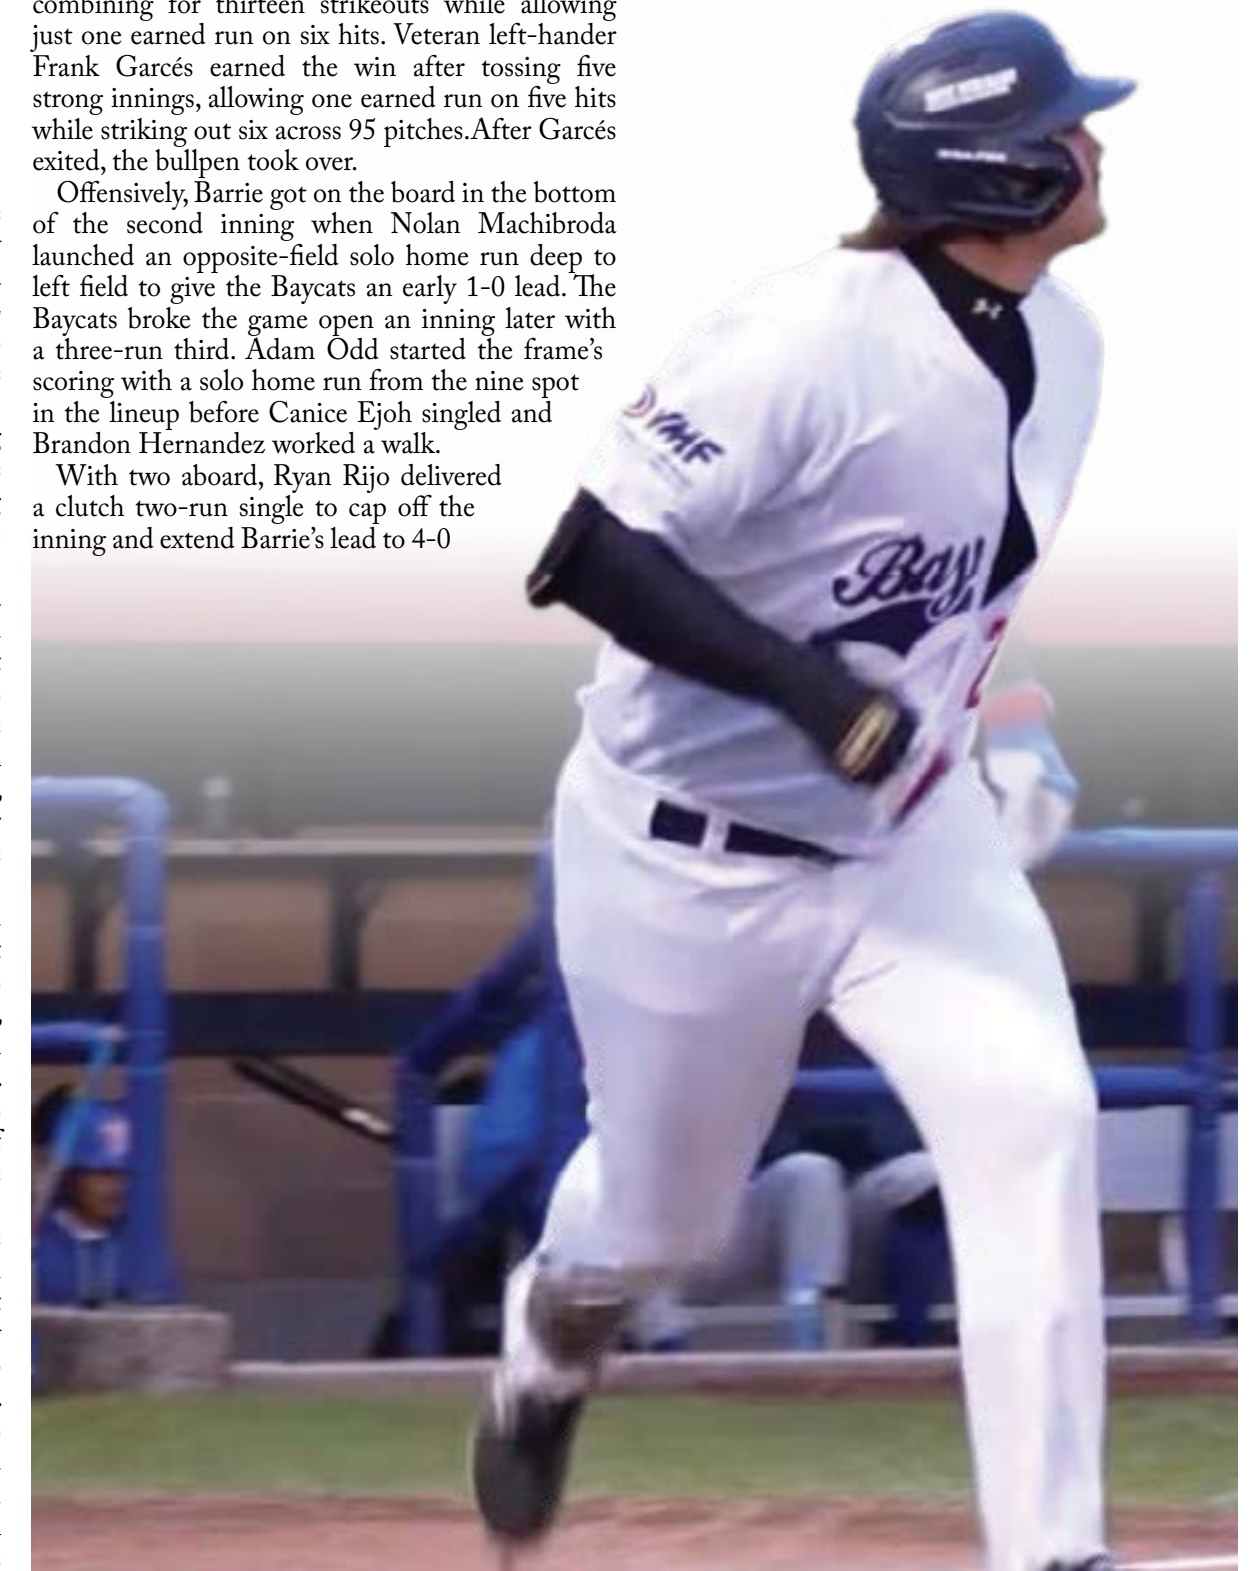 combining for thirteen strikeouts while allowing
just one earned run on six hits. Veteran left-hander
Frank Garcés earned the win after tossing five
strong innings, allowing one earned run on five hits
while striking out six across 95 pitches.After Garcés
exited, the bullpen took over.
Offensively, Barrie got on the board in the bottom
of the second inning when Nolan Machibroda
launched an opposite-field solo home run deep to
left field to give the Baycats an early 1-0 lead. The
Baycats broke the game open an inning later with
a three-run third. Adam Odd started the frame's
scoring with a solo home run from the nine spot
in the lineup before Canice Ejoh singled and
Brandon Hernandez worked a walk.
With two aboard, Ryan Rijo delivered
a clutch two-run single to cap off the
inning and extend Barrie's lead to 4-0
YMF
Bay